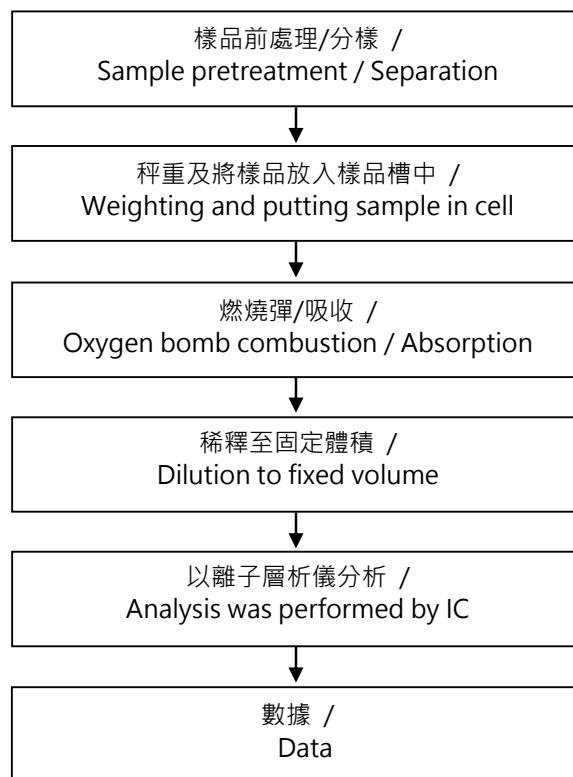 樣品前處理/分樣 /
Sample pretreatment / Separation
秤重及將樣品放入樣品槽中 /
Weighting and putting sample in cell
燃燒彈/吸收 /
Oxygen bomb combustion / Absorption
稀釋至固定體積 /
Dilution to fixed volume
以離子層析儀分析 /
Analysis was performed by IC
數據 /
Data